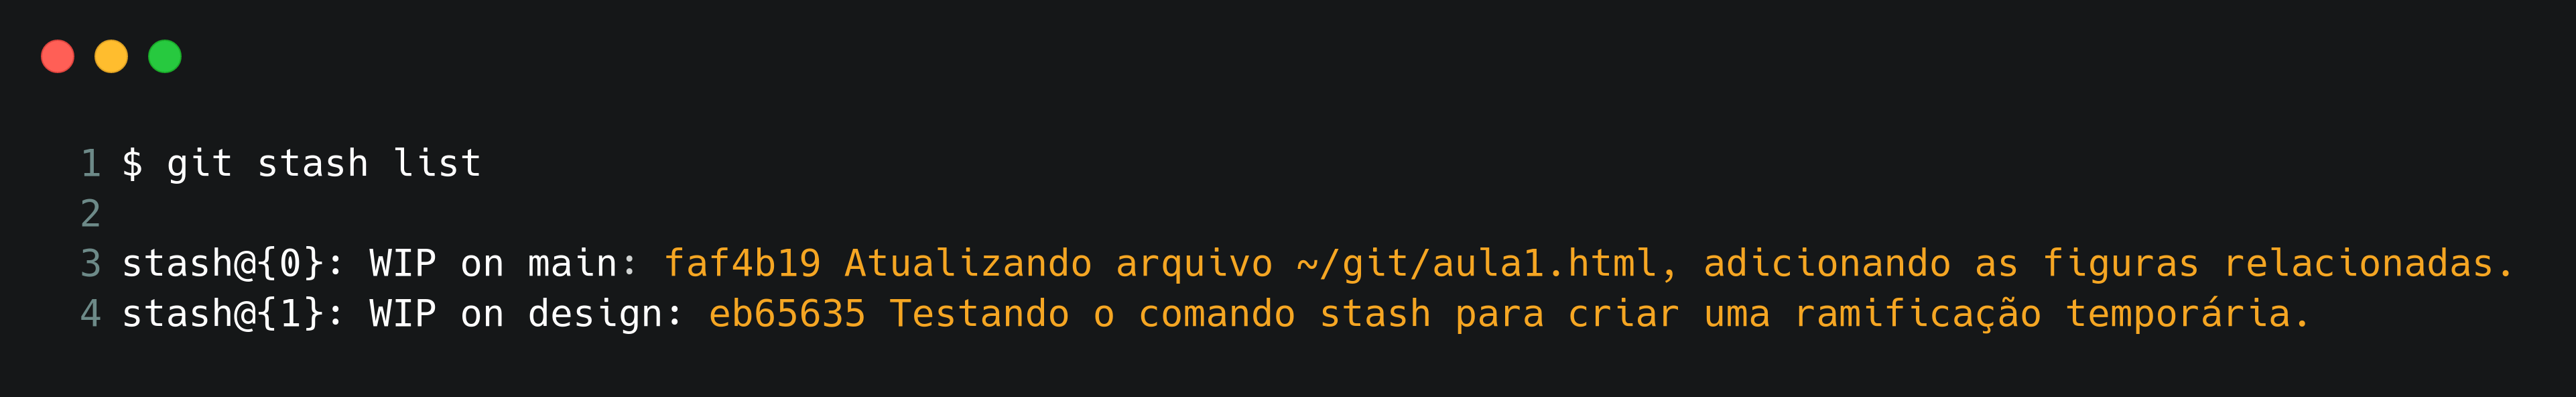 1 $ git stash list
2
3 stash@{0}: WIP on main: faf4b19 Atualizando arquivo ~/git/aula1.html, adicionando as figuras relacionadas.
4 stash@{1}: WIP on design: eb65635 Testando o comando stash para criar uma ramificação temporária.